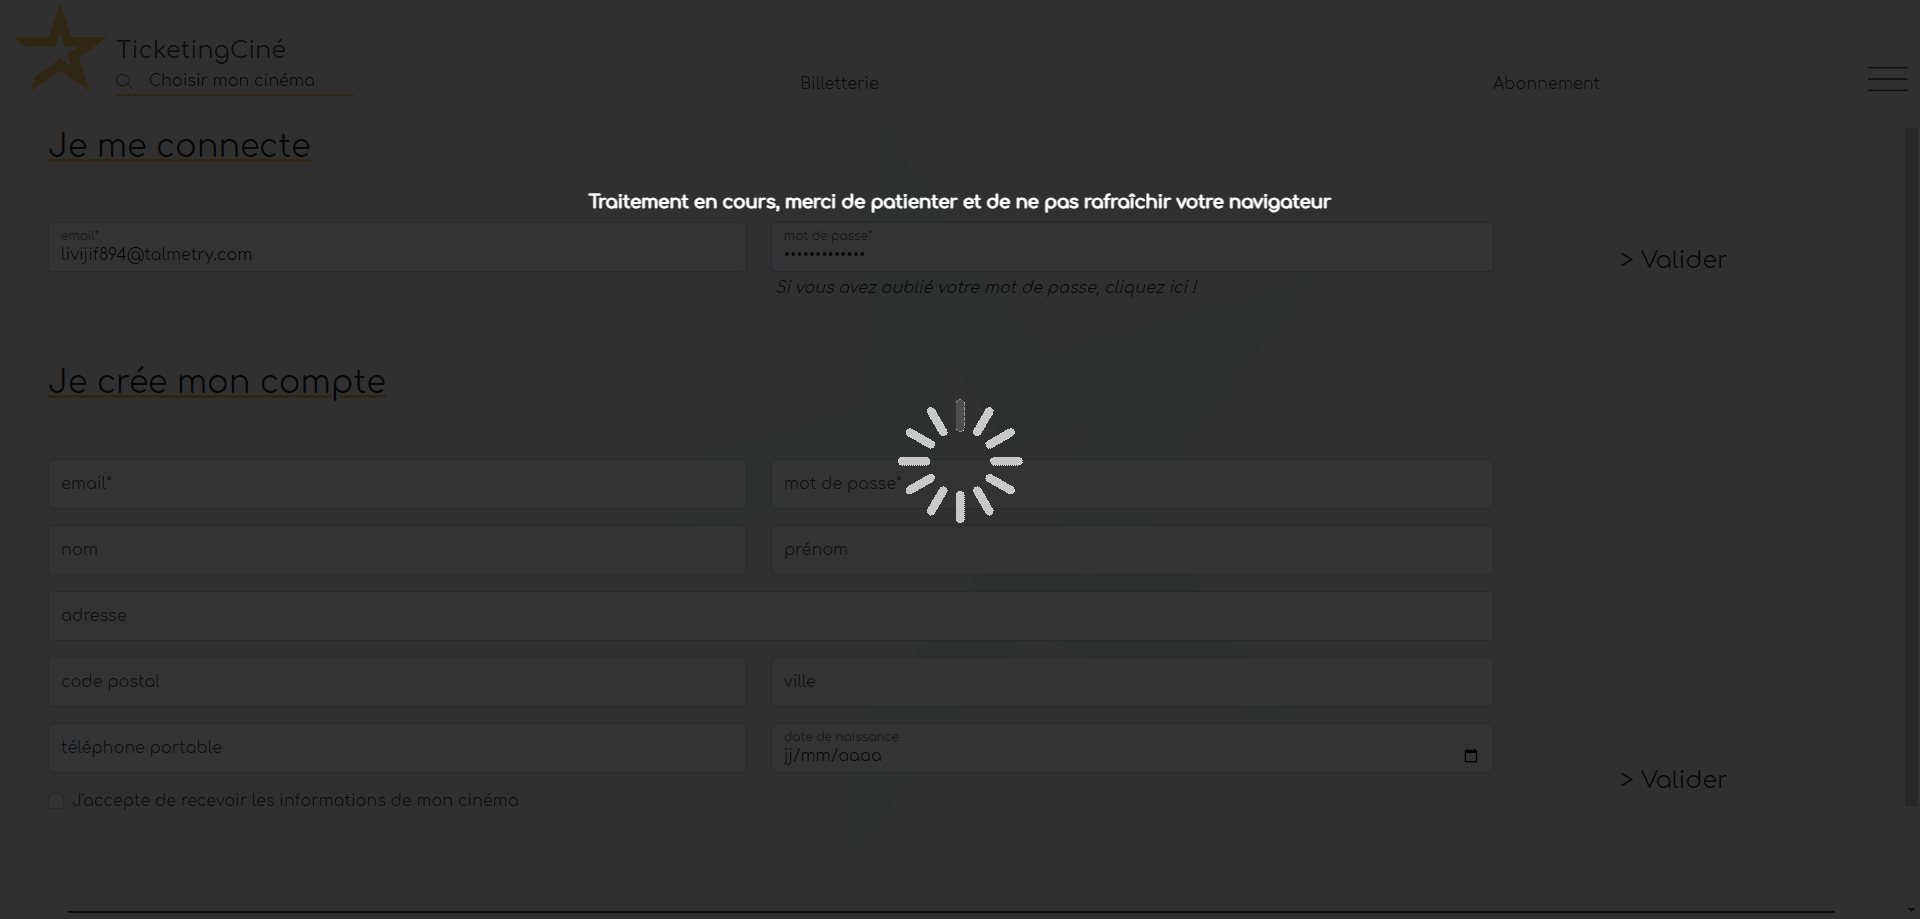 TicketingCiné
Choisir mon cinéma
Billetterie
Abonnement
Je me connecte
Traitement en cours, merci de patienter et de ne pas rafraîchir votre navigateur
email*
livijif894@talmetry.com
mot de passe*
•••••••••••••
> Valider
Si vous avez oublié votre mot de passe, cliquez ici !
Je crée mon compte
email*
mot de passe*
nom
prénom
adresse
code postal
ville
téléphone portable
date de naissance
jj/mm/aaaa
> Valider
J'accepte de recevoir les informations de mon cinéma